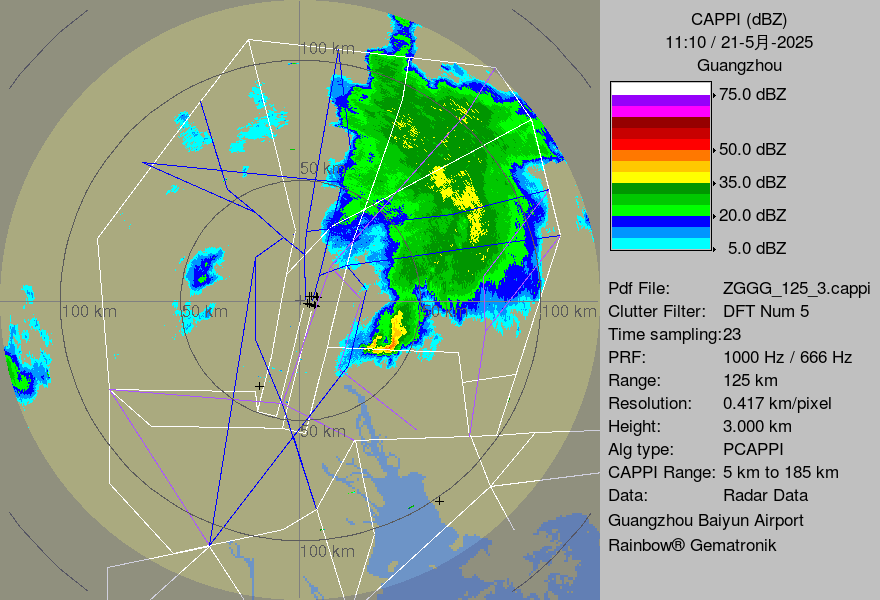 CAPPI (dBZ)
11:10 / 21-5月-2025
Guangzhou
75.0 dBZ
50.0 dBZ
35.0 dBZ
20.0 dBZ
5.0 dBZ
Pdf File: ZGGG_125_3.cappi
Clutter Filter: DFT Num 5
Time sampling:23
PRF: 1000 Hz / 666 Hz
Range: 125 km
Resolution: 0.417 km/pixel
Height: 3.000 km
Alg type: PCAPPI
CAPPI Range: 5 km to 185 km
Data: Radar Data
Guangzhou Baiyun Airport
Rainbow® Gematronik
100 km
50 km
100 km
50 km
100 km
50 km
100 km